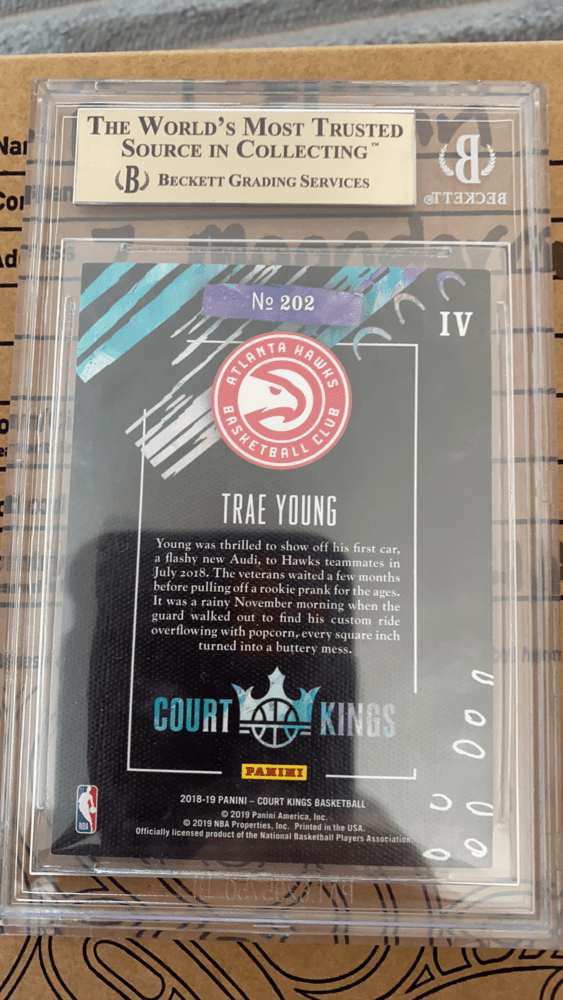 THE WORLD'S MOST TRUSTED
SOURCE IN COLLECTING™
(B) BECKETT GRADING SERVICES
B
BECKETT®
Nº 202
IV
ATLANTA HAWKS
BASKETBALL CLUB
TRAE YOUNG
Young was thrilled to show off his first car,
a flashy new Audi, to Hawks teammates in
July 2018. The veterans waited a few months
before pulling off a rookie prank for the ages.
It was a rainy November morning when the
guard walked out to find his custom ride
overflowing with popcorn, every square inch
turned into a buttery mess.
COURT KINGS
PANINI
NBA
2018-19 PANINI – COURT KINGS BASKETBALL
© 2019 Panini America, Inc.
© 2019 NBA Properties, Inc. Printed in the USA.
Officially licensed product of the National Basketball Players Association.